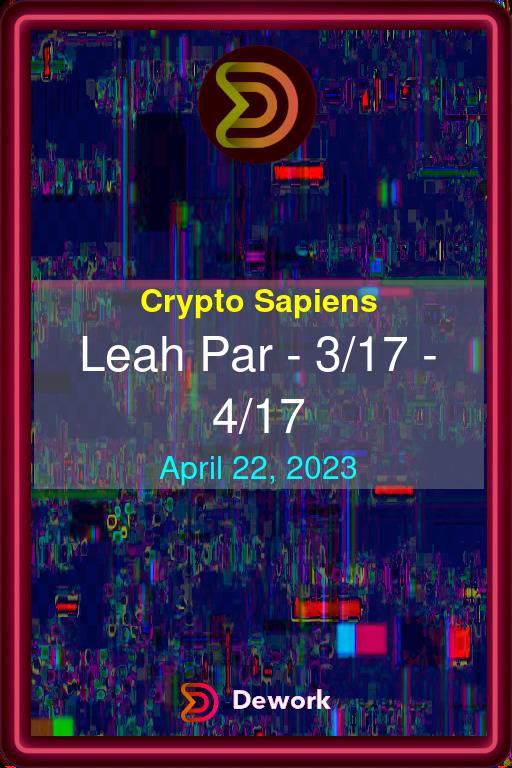 Crypto Sapiens
Leah Par - 3/17 -
4/17
April 22, 2023
Dework